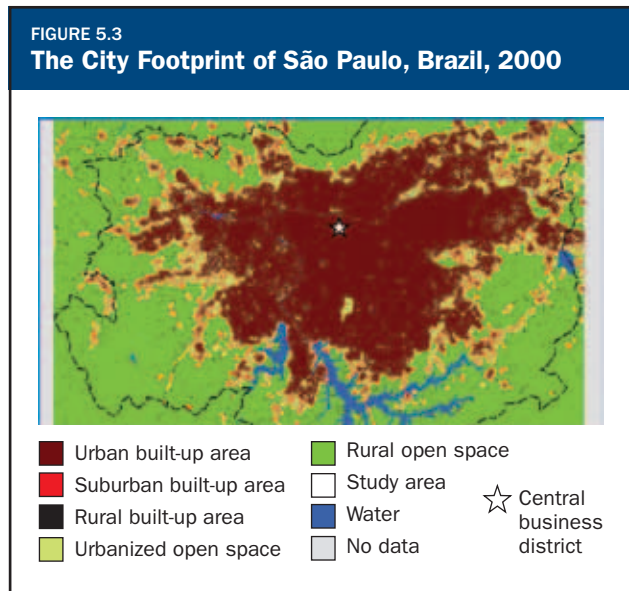 FIGURE 5.3
The City Footprint of São Paulo, Brazil, 2000
Urban built-up area
Suburban built-up area
Rural built-up area
Urbanized open space
Rural open space
Study area
Water
No data
Central
business
district